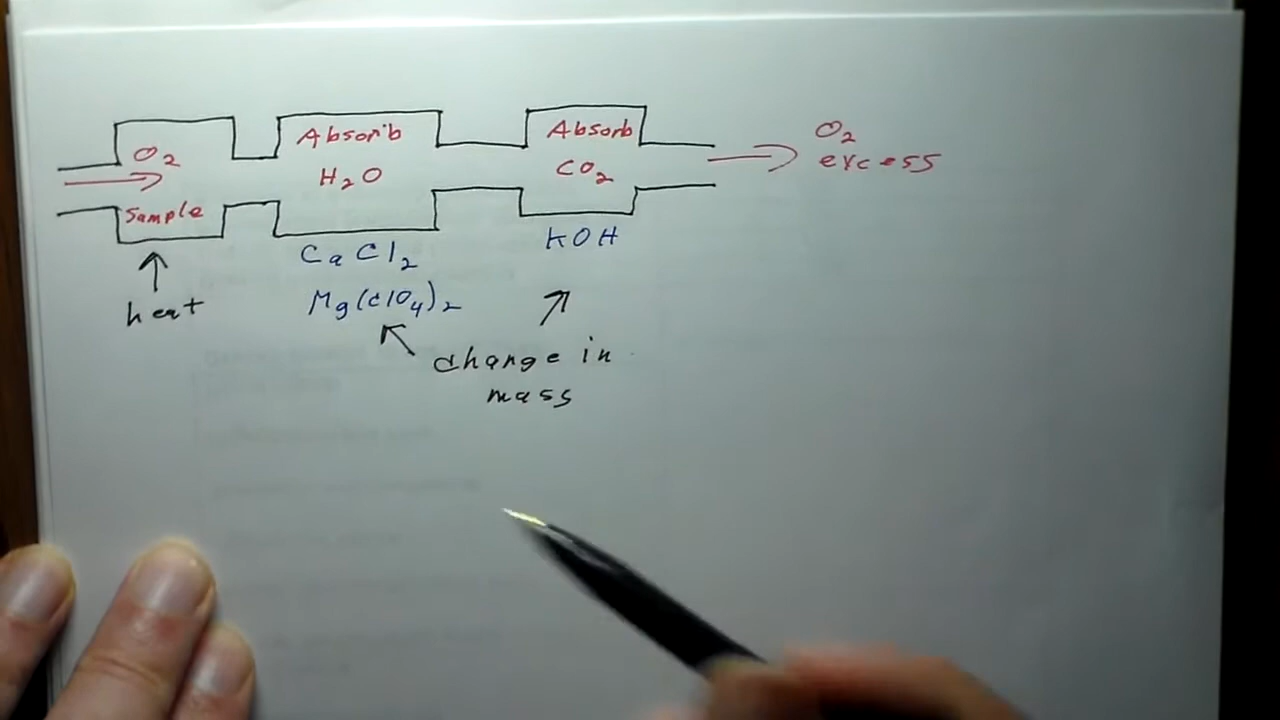 O2
Sample
heat
Absorb
H2O
CaCl2
Mg(ClO4)2
Absorb
CO2
KOH
change in
mass
O2
excess